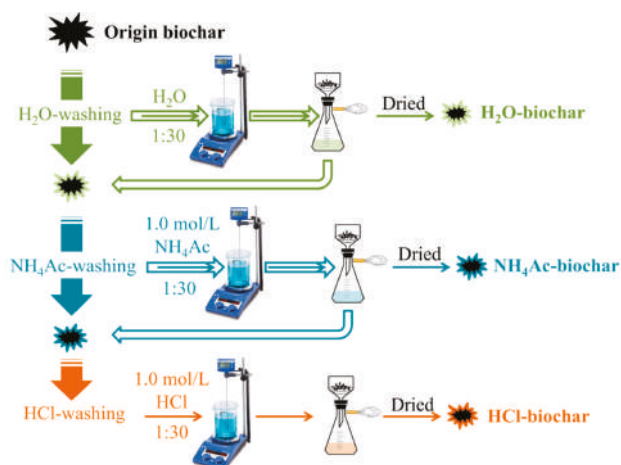 Origin biochar
H₂O-washing
H₂O
1:30
Dried
H₂O-biochar
1.0 mol/L
NH₄Ac
NH₄Ac-washing
1:30
Dried
NH₄Ac-biochar
1.0 mol/L
HCl
HCl-washing
1:30
Dried
HCl-biochar